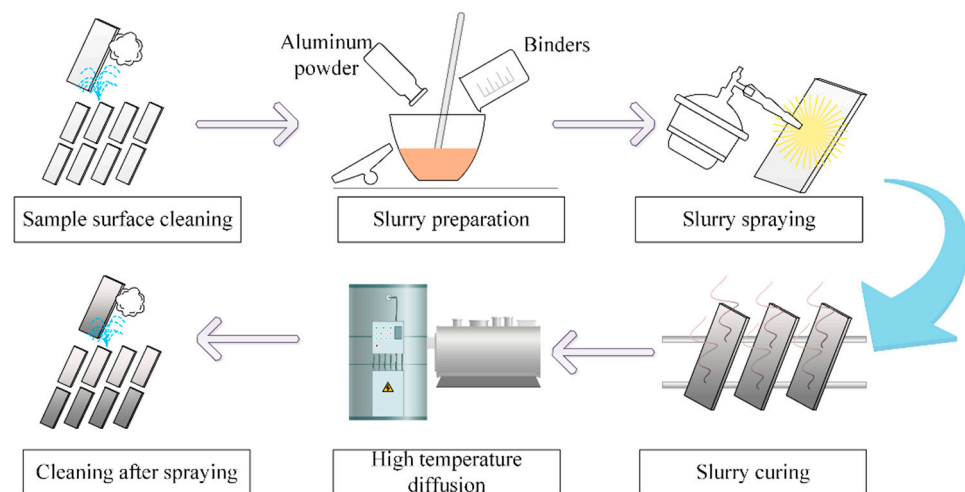 Aluminum
powder
Binders
Sample surface cleaning
Slurry preparation
Slurry spraying
Slurry curing
High temperature
diffusion
Cleaning after spraying